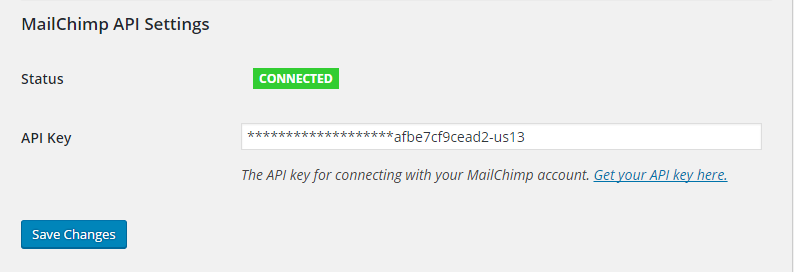 MailChimp API Settings
Status
CONNECTED
API Key
*******************afbe7cf9cead2-us13
The API key for connecting with your MailChimp account. Get your API key here.
Save Changes